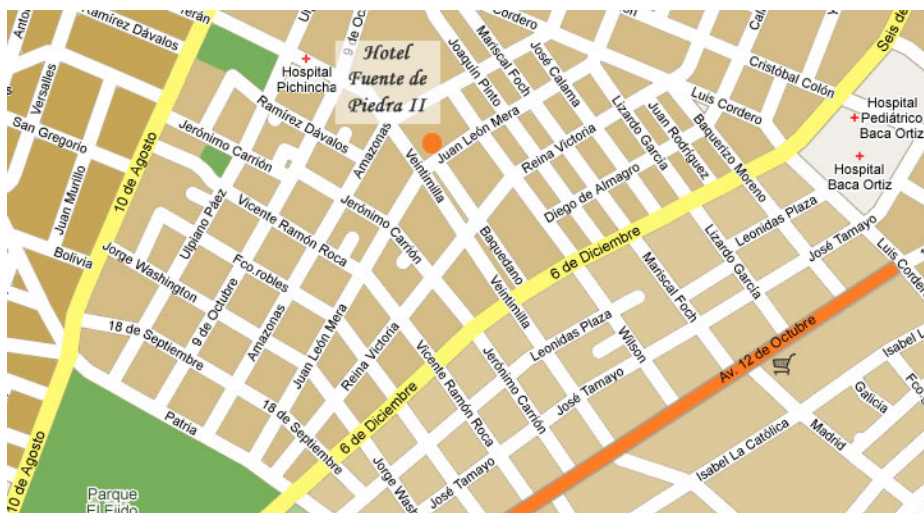 Terán
Ramírez Dávalos
Versalles
San Gregorio
Juan Murillo
Bolivia
10 de Agosto
10 de Agosto
Hospital
Pichincha
Hotel
Fuente de
Piedra II
Ramírez Dávalos
Jerónimo Carrión
Ulpiano Páez
Vicente Ramón Roca
Jorge Washington
Fco.robles
9 de Octubre
18 de Septiembre
Amazonas
Amazonas
Veintimilla
Juan León Mera
Juan León Mera
Jerónimo Carrión
Reina Victoria
Reina Victoria
Joaquín Pinto
Mariscal Foch
José Calama
Cordero
Lizardo García
Juan Rodríguez
Baquerizo Moreno
Luis Cordero
Cristóbal Colón
Seis de
Hospital
Pediátrico
Baca Ortiz
Hospital
Baca Ortiz
Diego de Almagro
Leonidas Plaza
José Tamayo
Lizardo García
Mariscal Foch
6 de Diciembre
Baquedano
Veintimilla
Leonidas Plaza
Wilson
José Tamayo
Av. 12 de Octubre
Isabel La Católica
Madrid
Galicia
Vicente Ramón Roca
Jerónimo Carrión
6 de Diciembre
18 de Septiembre
Patria
José Tamayo
Parque
El Ejido